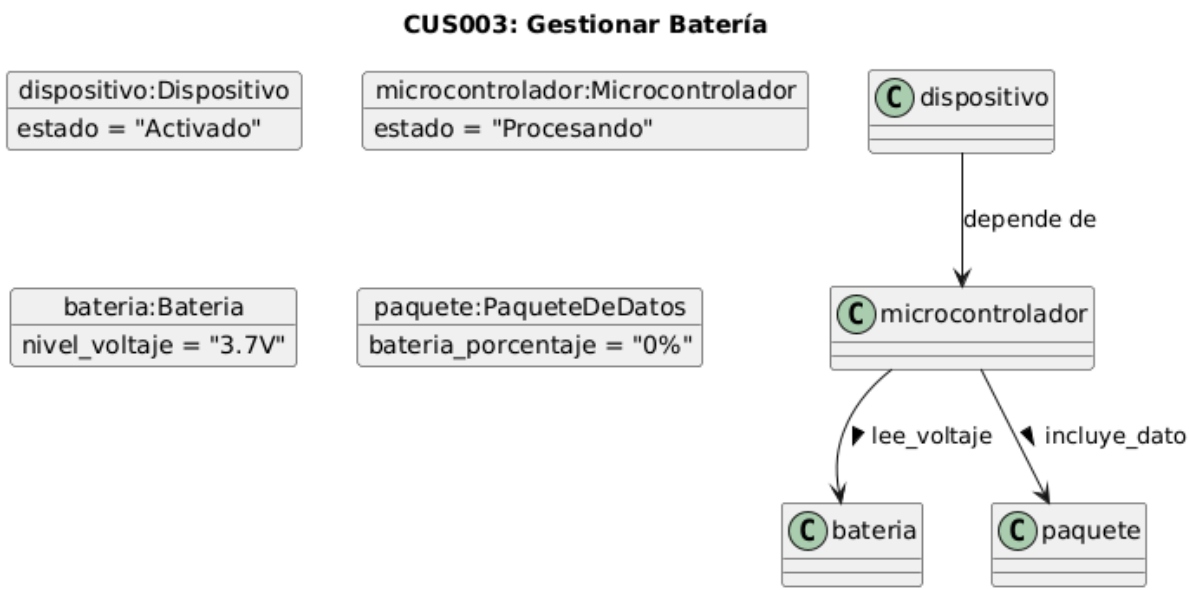 CUS003: Gestionar Batería
dispositivo:Dispositivo
estado = "Activado"
microcontrolador:Microcontrolador
estado = "Procesando"
C dispositivo
depende de
bateria:Bateria
nivel_voltaje = "3.7V"
paquete:PaqueteDeDatos
bateria_porcentaje = "0%"
C microcontrolador
lee_voltaje
incluye_dato
C bateria
C paquete